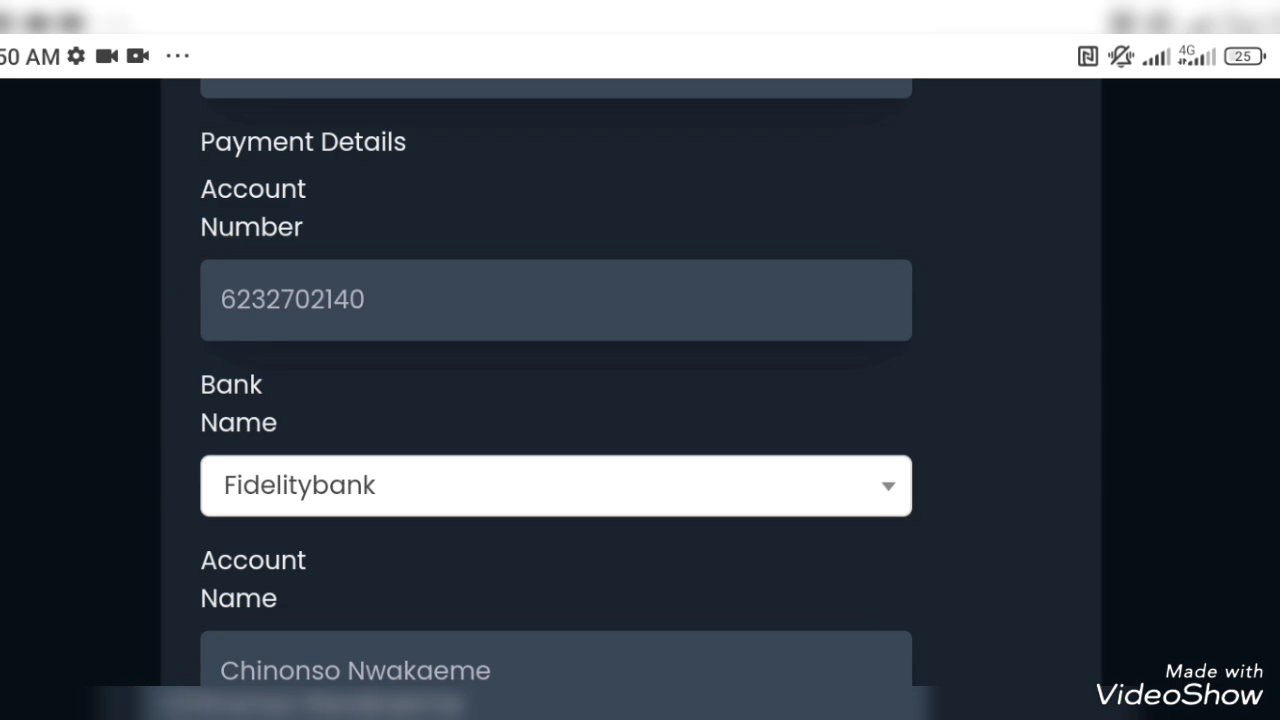 50 AM
4G
25
Payment Details
Account
Number
6232702140
Bank
Name
Fidelitybank
Account
Name
Chinonso Nwakaeme
Made with
VideoShow